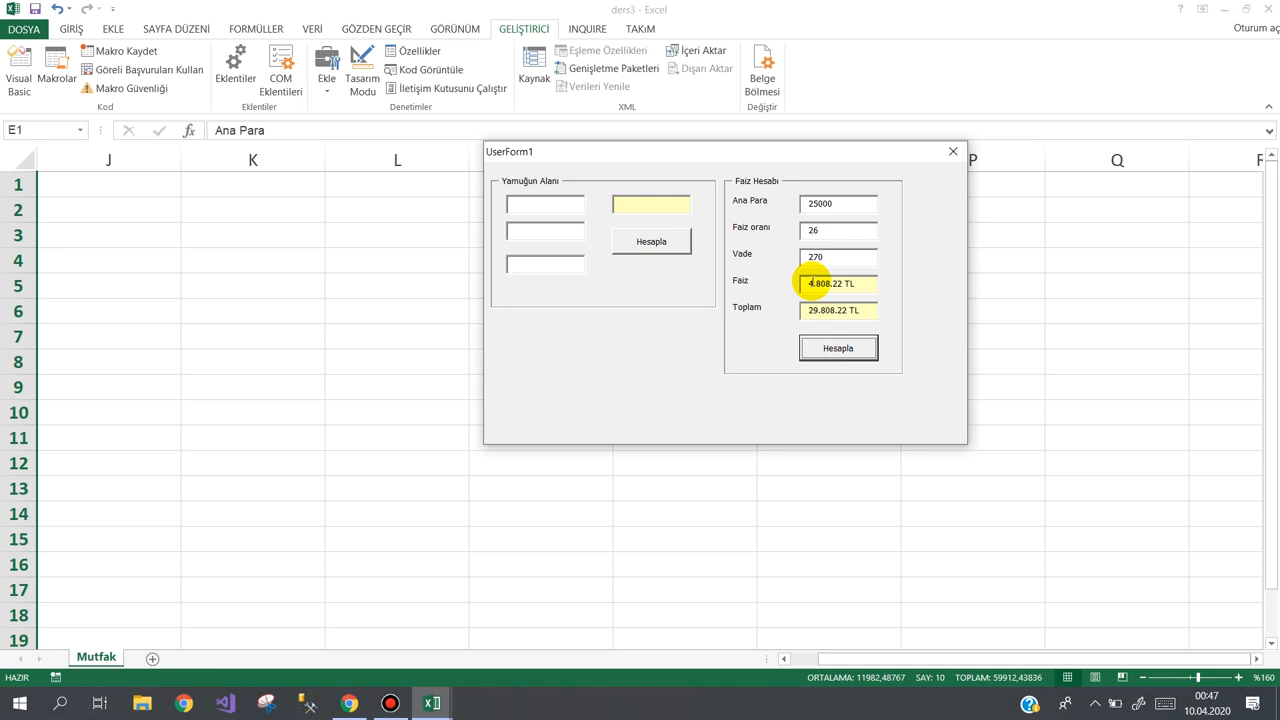 ders3 - Excel
DOSYA GİRİŞ EKLE SAYFA DÜZENİ FORMÜLLER VERİ GÖZDEN GEÇİR GÖRÜNÜM GELİŞTİRİCİ INQUIRE TAKIM Oturum aç
Visual Basic
Makrolar
Makro Kaydet
Göreli Başvuruları Kullan
Makro Güvenliği
Kod
Eklentiler
COM Eklentileri
Eklentiler
Ekle
Tasarım Modu
Özellikler
Kod Görüntüle
İletişim Kutusunu Çalıştır
Denetimler
Kaynak
Eşleme Özellikleri
Genişletme Paketleri
Verileri Yenile
İçeri Aktar
Dışarı Aktar
XML
Belge Bölmesi
Değiştir
E1 fx Ana Para
J K L P Q R
1
2
3
4
5
6
7
8
9
10
11
12
13
14
15
16
17
18
19
UserForm1
Yamuğun Alanı
Hesapla
Faiz Hesabı
Ana Para 25000
Faiz oranı 26
Vade 270
Faiz 4.808.22 TL
Toplam 29.808.22 TL
Hesapla
Mutfak
HAZIR ORTALAMA: 11982,48767 SAY: 10 TOPLAM: 59912,43836 %160
00:47
10.04.2020